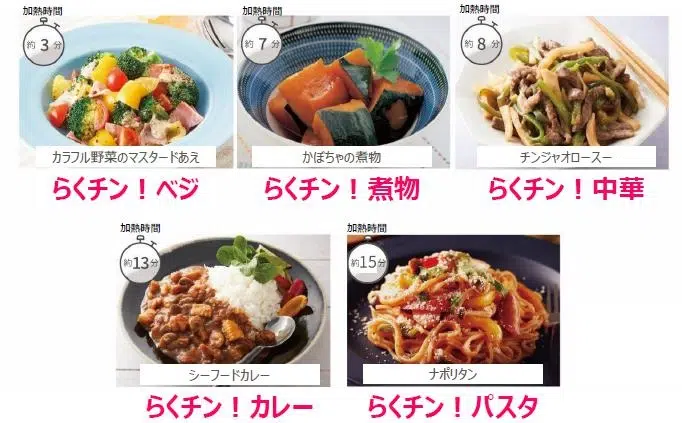 加熱時間
約3分
カラフル野菜のマスタードあえ
らくチン！ベジ
加熱時間
約7分
かぼちゃの煮物
らくチン！煮物
加熱時間
約8分
チンジャオロースー
らくチン！中華
加熱時間
約13分
シーフードカレー
らくチン！カレー
加熱時間
約15分
ナポリタン
らくチン！パスタ